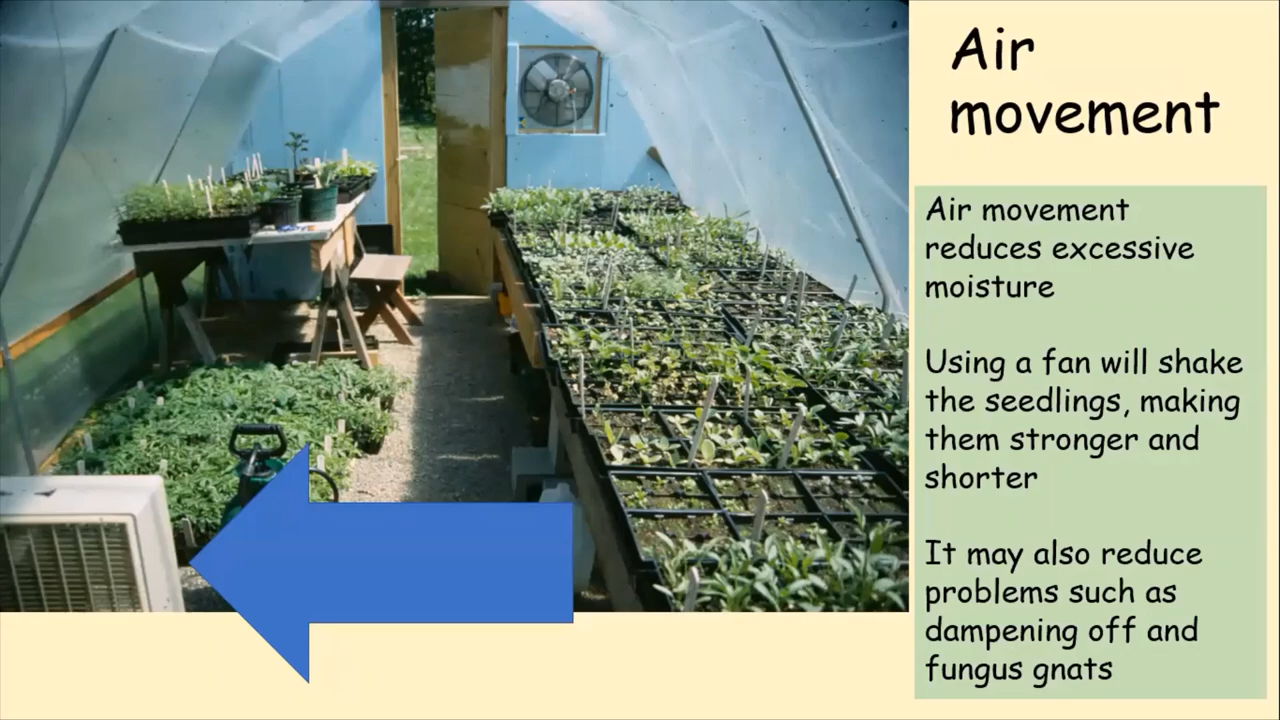 Air
movement
Air movement
reduces excessive
moisture
Using a fan will shake
the seedlings, making
them stronger and
shorter
It may also reduce
problems such as
dampening off and
fungus gnats